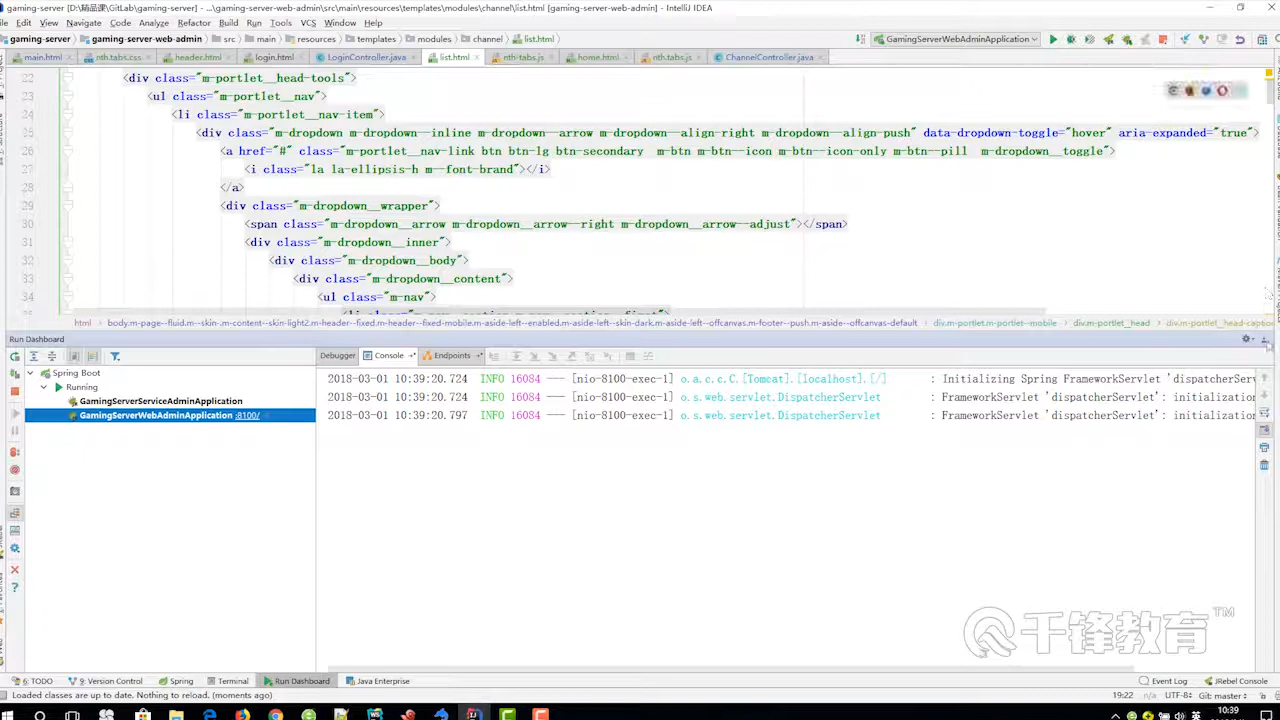 gaming-server [D:\精品课\GitLab\gaming-server] - ...\gaming-server-web-admin\src\main\resources\templates\modules\channel\list.html [gaming-server-web-admin] - IntelliJ IDEA
File Edit View Navigate Code Analyze Refactor Build Run Tools VCS Window Help
gaming-server gaming-server-web-admin src main resources templates modules channel list.html
GamingServerWebAdminApplication
main.html nth.tabs.css header.html login.html LoginController.java list.html nth-tabs.js home.html nth.tabs.js ChannelController.java
22 <div class="m-portlet__head-tools">
23 <ul class="m-portlet__nav">
24 <li class="m-portlet__nav-item">
25 <div class="m-dropdown m-dropdown--inline m-dropdown--arrow m-dropdown--align-right m-dropdown--align-push" data-dropdown-toggle="hover" aria-expanded="true">
26 <a href="#" class="m-portlet__nav-link btn btn-lg btn-secondary  m-btn m-btn--icon m-btn--icon-only m-btn--pill  m-dropdown__toggle">
27 <i class="la la-ellipsis-h m--font-brand"></i>
28 </a>
29 <div class="m-dropdown__wrapper">
30 <span class="m-dropdown__arrow m-dropdown__arrow--right m-dropdown__arrow--adjust"></span>
31 <div class="m-dropdown__inner">
32 <div class="m-dropdown__body">
33 <div class="m-dropdown__content">
34 <ul class="m-nav">
html body.m-page--fluid.m--skin-.m-content--skin-light2.m-header--fixed.m-header--fixed-mobile.m-aside-left--enabled.m-aside-left--skin-dark.m-aside-left--offcanvas.m-footer--push.m-aside--offcanvas-default div.m-portlet.m-portlet--mobile div.m-portlet__head div.m-portlet__head-caption
Run Dashboard
Debugger Console Endpoints
Spring Boot
Running
GamingServerServiceAdminApplication
GamingServerWebAdminApplication :8100/
2018-03-01 10:39:20.724 INFO 16084 --- [nio-8100-exec-1] o.a.c.c.C.[Tomcat].[localhost].[/] : Initializing Spring FrameworkServlet 'dispatcherServ
2018-03-01 10:39:20.724 INFO 16084 --- [nio-8100-exec-1] o.s.web.servlet.DispatcherServlet : FrameworkServlet 'dispatcherServlet': initialization
2018-03-01 10:39:20.797 INFO 16084 --- [nio-8100-exec-1] o.s.web.servlet.DispatcherServlet : FrameworkServlet 'dispatcherServlet': initialization
千锋教育™
6: TODO 9: Version Control Spring Terminal Run Dashboard Java Enterprise Event Log JRebel Console
Loaded classes are up to date. Nothing to reload. (moments ago) 19:22 n/a UTF-8 Git: master
英 10:39